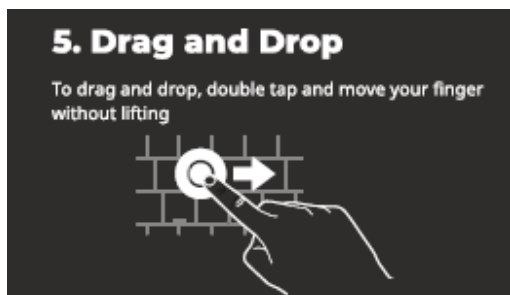 5. Drag and Drop
To drag and drop, double tap and move your finger
without lifting